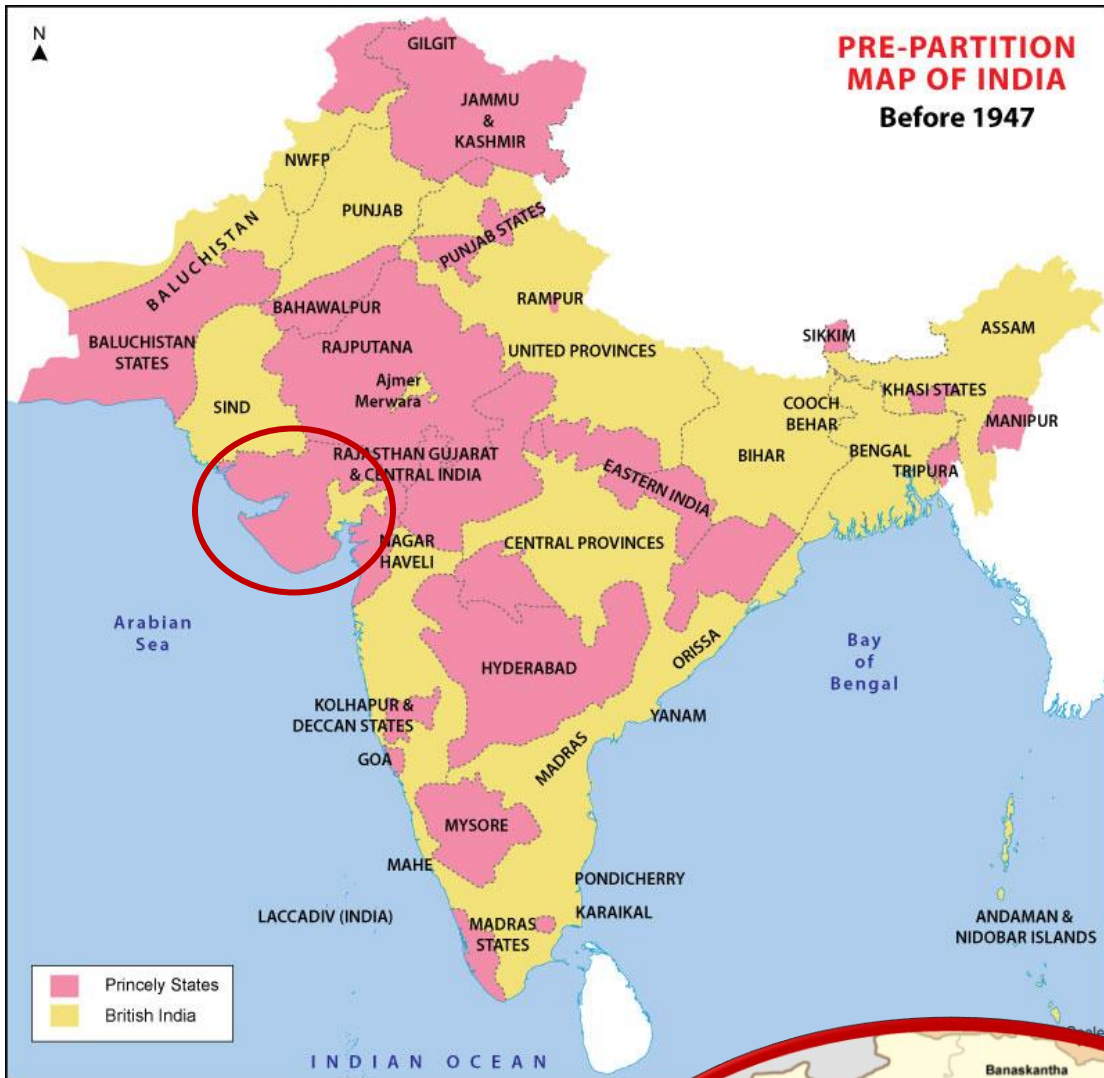 N
PRE-PARTITION
MAP OF INDIA
Before 1947
GILGIT
JAMMU
&
KASHMIR
NWFP
PUNJAB
BALUCHISTAN
PUNJAB STATES
BAHAWALPUR
RAMPUR
BALUCHISTAN
STATES
RAJPUTANA
UNITED PROVINCES
SIKKIM
ASSAM
Ajmer
Merwara
SIND
KHASI STATES
COOCH
BEHAR
MANIPUR
RAJASTHAN GUJARAT
& CENTRAL INDIA
BIHAR
BENGAL
TRIPURA
EASTERN INDIA
NAGAR
HAVELI
CENTRAL PROVINCES
Arabian
Sea
Bay
of
Bengal
HYDERABAD
ORISSA
KOLHAPUR &
DECCAN STATES
YANAM
GOA
MADRAS
MYSORE
MAHE
PONDICHERRY
LACCADIV (INDIA)
KARAIKAL
MADRAS
STATES
ANDAMAN &
NIDOBAR ISLANDS
Princely States
British India
INDIAN OCEAN
Banaskantha